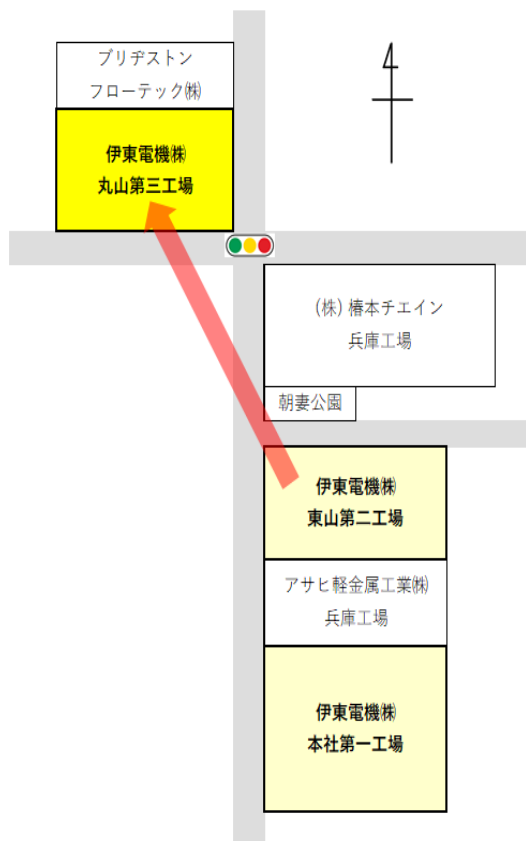 ブリヂストン
フローテック㈱
伊東電機㈱
丸山第三工場
(株) 椿本チエイン
兵庫工場
朝妻公園
伊東電機㈱
東山第二工場
アサヒ軽金属工業㈱
兵庫工場
伊東電機㈱
本社第一工場